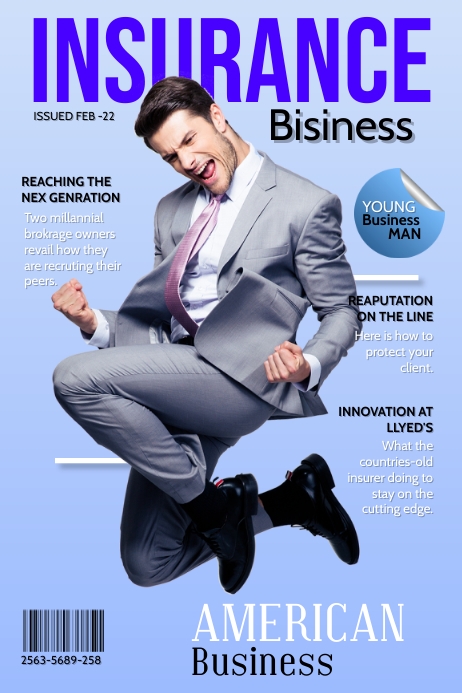 INSURANCE
ISSUED FEB -22
Bisiness
REACHING THE
NEX GENRATION
Two millannial
brokrage owners
revail how they
are recruting their
peers.
YOUNG
Business
MAN
REAPUTATION
ON THE LINE
Here is how to
protect your
client.
INNOVATION AT
LLYED'S
What the
countries-old
insurer doing to
stay on the
cutting edge.
AMERICAN
Business
2563-5689-258